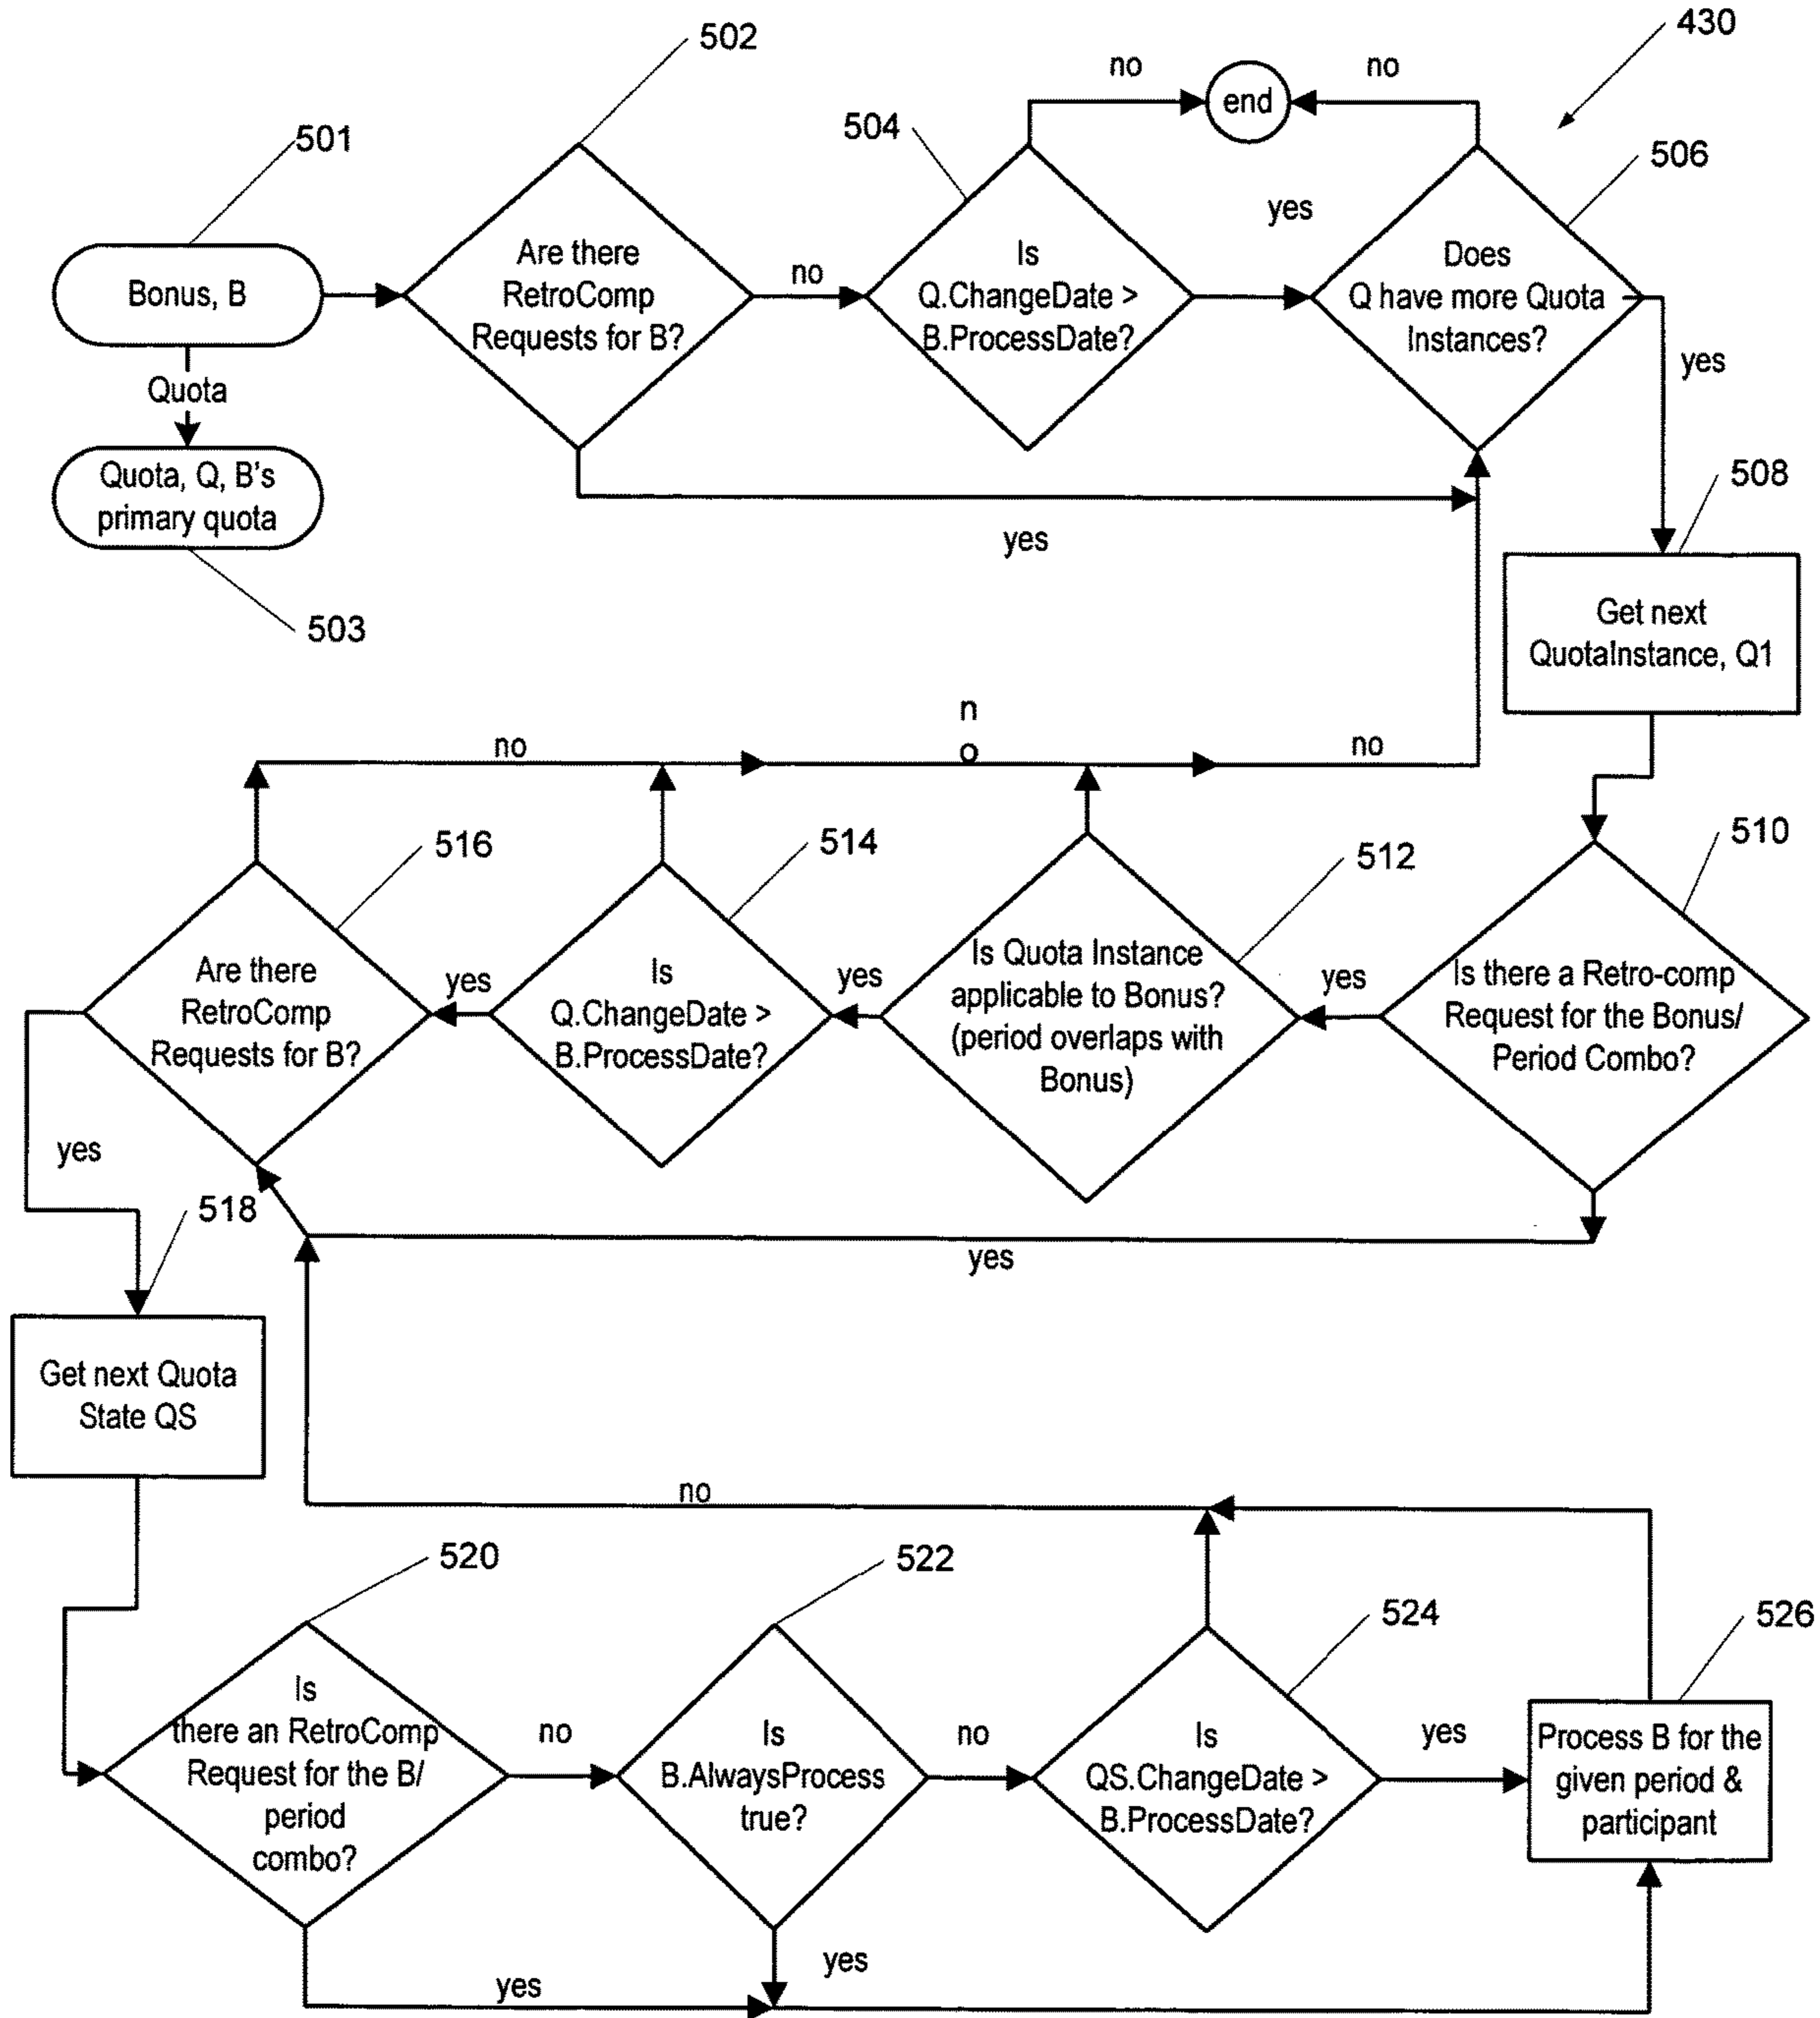 502
430
no
no
end
504
501
506
yes
Are there
RetroComp
Requests for B?
Is
Q.ChangeDate >
B.ProcessDate?
Does
Q have more Quota
Instances?
Bonus, B
no
yes
Quota
Quota, Q, B's
primary quota
508
yes
503
Get next
QuotaInstance, Q1
n
o
no
no
516
514
512
510
Are there
RetroComp
Requests for B?
yes
Is
Q.ChangeDate >
B.ProcessDate?
yes
Is Quota Instance
applicable to Bonus?
(period overlaps with
Bonus)
yes
Is there a Retro-comp
Request for the Bonus/
Period Combo?
yes
518
yes
Get next Quota
State QS
no
520
522
524
526
Is
there an RetroComp
Request for the B/
period
combo?
no
Is
B.AlwaysProcess
true?
no
Is
QS.ChangeDate >
B.ProcessDate?
yes
Process B for the
given period &
participant
yes
yes